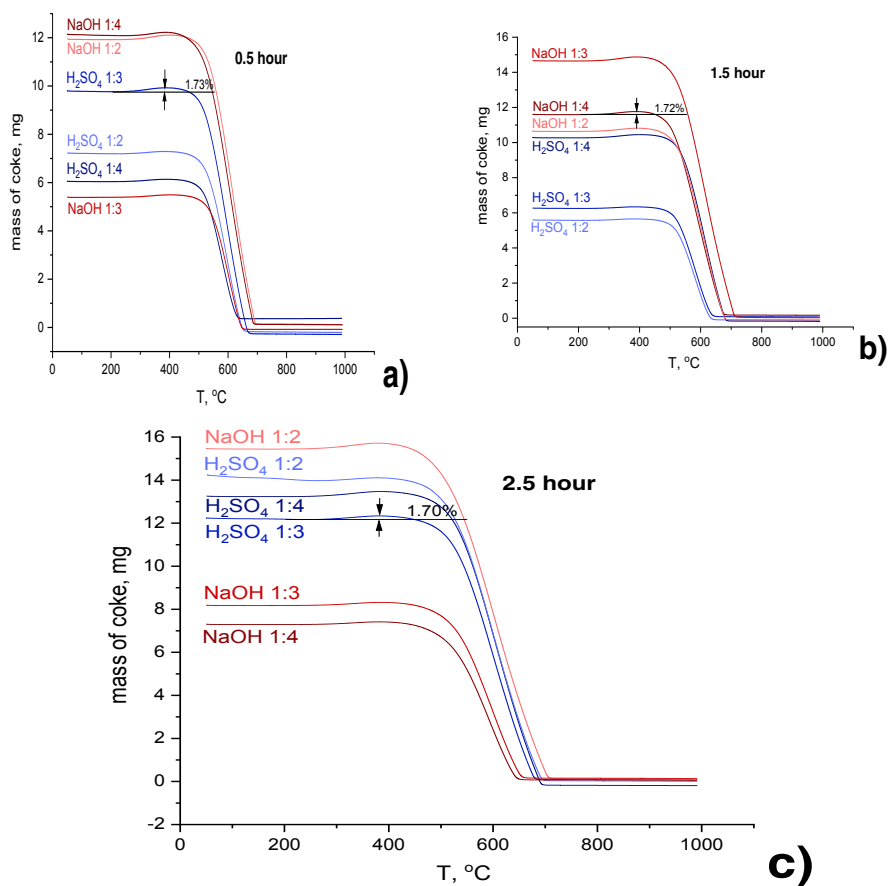 NaOH 1:4
NaOH 1:2
0.5 hour
H₂SO₄ 1:3
1.73%
H₂SO₄ 1:2
H₂SO₄ 1:4
NaOH 1:3
mass of coke, mg
12
10
8
6
4
2
0
0 200 400 600 800 1000
T, °C
a)
NaOH 1:3
1.5 hour
NaOH 1:4
1.72%
NaOH 1:2
H₂SO₄ 1:4
H₂SO₄ 1:3
H₂SO₄ 1:2
mass of coke, mg
16
14
12
10
8
6
4
2
0
0 200 400 600 800 1000
T, °C
b)
NaOH 1:2
H₂SO₄ 1:2
2.5 hour
H₂SO₄ 1:4
1.70%
H₂SO₄ 1:3
NaOH 1:3
NaOH 1:4
mass of coke, mg
16
14
12
10
8
6
4
2
0
-2
0 200 400 600 800 1000
T, °C
c)